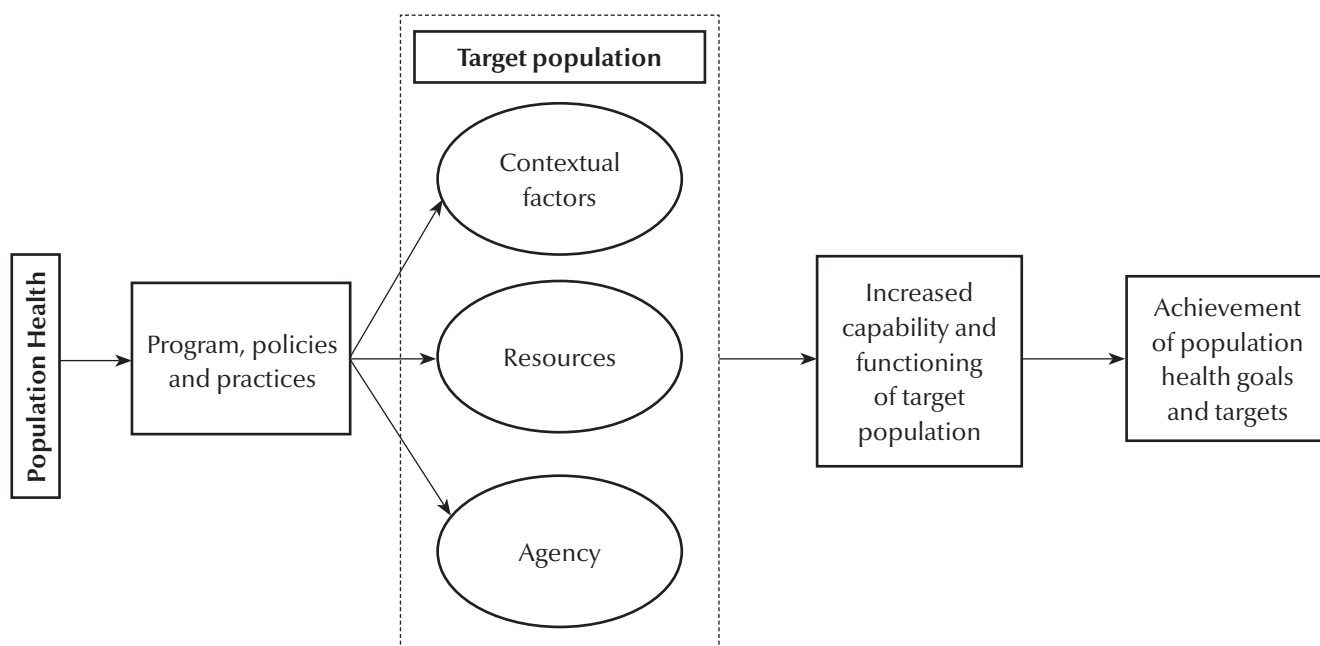 Target population
Contextual
factors
Population Health
Program, policies
and practices
Resources
Agency
Increased
capability and
functioning
of target
population
Achievement
of population
health goals
and targets